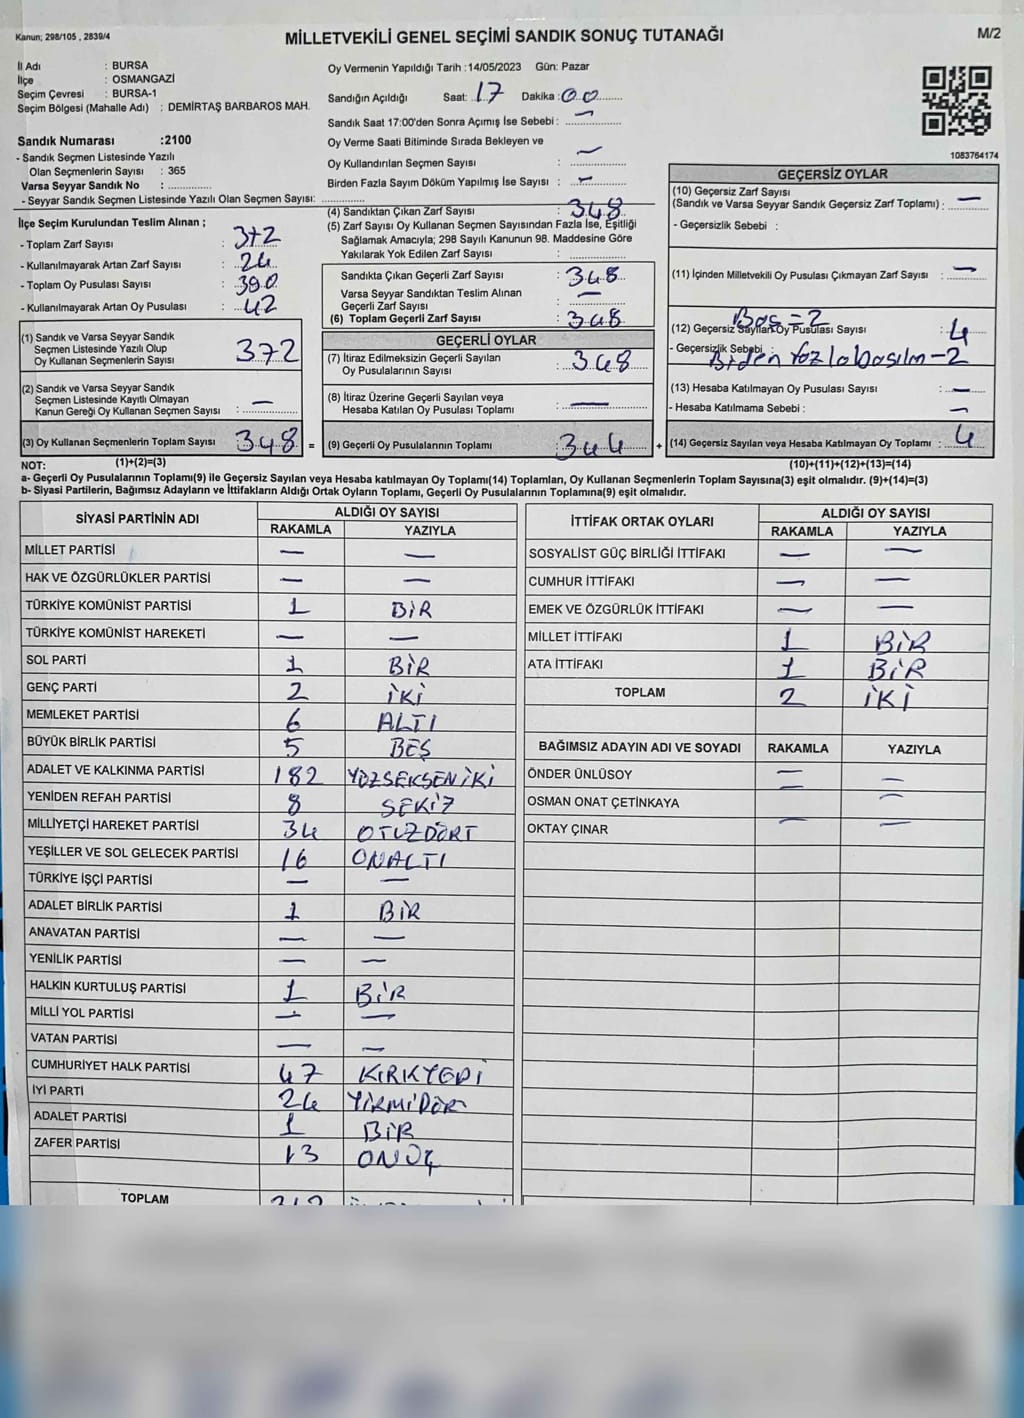 Kanun; 298/105 , 2839/4
MİLLETVEKİLİ GENEL SEÇİMİ SANDIK SONUÇ TUTANAĞI
M/2
İl Adı : BURSA
İlçe : OSMANGAZİ
Seçim Çevresi : BURSA-1
Seçim Bölgesi (Mahalle Adı) : DEMİRTAŞ BARBAROS MAH.
Sandık Numarası :2100
- Sandık Seçmen Listesinde Yazılı
Olan Seçmenlerin Sayısı : 365
Varsa Seyyar Sandık No :
- Seyyar Sandık Seçmen Listesinde Yazılı Olan Seçmen Sayısı:
Oy Vermenin Yapıldığı Tarih :14/05/2023 Gün: Pazar
Sandığın Açıldığı Saat: 17 Dakika : 00
Sandık Saat 17:00'den Sonra Açımış İse Sebebi : —
Oy Verme Saati Bitiminde Sırada Bekleyen ve
Oy Kullandırılan Seçmen Sayısı : —
Birden Fazla Sayım Döküm Yapılmış İse Sayısı : —
1083764174
İlçe Seçim Kurulundan Teslim Alınan ;
- Toplam Zarf Sayısı : 372
- Kullanılmayarak Artan Zarf Sayısı : 24
- Toplam Oy Pusulası Sayısı : 390
- Kullanılmayarak Artan Oy Pusulası : 42
(1) Sandık ve Varsa Seyyar Sandık
Seçmen Listesinde Yazılı Olup
Oy Kullanan Seçmenlerin Sayısı 372
(2) Sandık ve Varsa Seyyar Sandık
Seçmen Listesinde Kayıtlı Olmayan
Kanun Gereği Oy Kullanan Seçmen Sayısı : —
(3) Oy Kullanan Seçmenlerin Toplam Sayısı 348 =
(1)+(2)=(3)
(4) Sandıktan Çıkan Zarf Sayısı : 348
(5) Zarf Sayısı Oy Kullanan Seçmen Sayısından Fazla İse, Eşitliği
Sağlamak Amacıyla; 298 Sayılı Kanunun 98. Maddesine Göre
Yakılarak Yok Edilen Zarf Sayısı :
Sandıkta Çıkan Geçerli Zarf Sayısı : 348
Varsa Seyyar Sandıktan Teslim Alınan
Geçerli Zarf Sayısı : —
(6) Toplam Geçerli Zarf Sayısı : 348
GEÇERLİ OYLAR
(7) İtiraz Edilmeksizin Geçerli Sayılan
Oy Pusulalarının Sayısı : 348
(8) İtiraz Üzerine Geçerli Sayılan veya
Hesaba Katılan Oy Pusulası Toplamı : —
(9) Geçerli Oy Pusulalarının Toplamı : 344 +
GEÇERSİZ OYLAR
(10) Geçersiz Zarf Sayısı
(Sandık ve Varsa Seyyar Sandık Geçersiz Zarf Toplamı) : —
- Geçersizlik Sebebi :
(11) İçinden Milletvekili Oy Pusulası Çıkmayan Zarf Sayısı : —
Boş = 2
(12) Geçersiz Sayılan Oy Pusulası Sayısı : 4
- Geçersizlik Sebebi : Birden fazla basılm - 2
(13) Hesaba Katılmayan Oy Pusulası Sayısı : —
- Hesaba Katılmama Sebebi : —
(14) Geçersiz Sayılan veya Hesaba Katılmayan Oy Toplamı : 4
(10)+(11)+(12)+(13)=(14)
NOT:
a- Geçerli Oy Pusulalarının Toplamı(9) ile Geçersiz Sayılan veya Hesaba katılmayan Oy Toplamı(14) Toplamları, Oy Kullanan Seçmenlerin Toplam Sayısına(3) eşit olmalıdır. (9)+(14)=(3)
b- Siyasi Partilerin, Bağımsız Adayların ve İttifakların Aldığı Ortak Oyların Toplamı, Geçerli Oy Pusulalarının Toplamına(9) eşit olmalıdır.
SİYASİ PARTİNİN ADI ALDIĞI OY SAYISI
RAKAMLA YAZIYLA
MİLLET PARTİSİ — —
HAK VE ÖZGÜRLÜKLER PARTİSİ — —
TÜRKİYE KOMÜNİST PARTİSİ 1 BİR
TÜRKİYE KOMÜNİST HAREKETİ — —
SOL PARTİ 1 BİR
GENÇ PARTİ 2 İKİ
MEMLEKET PARTİSİ 6 ALTI
BÜYÜK BİRLİK PARTİSİ 5 BEŞ
ADALET VE KALKINMA PARTİSİ 182 YÜZSEKSENİKİ
YENİDEN REFAH PARTİSİ 8 SEKİZ
MİLLİYETÇİ HAREKET PARTİSİ 34 OTUZDÖRT
YEŞİLLER VE SOL GELECEK PARTİSİ 16 ONALTI
TÜRKİYE İŞÇİ PARTİSİ — —
ADALET BİRLİK PARTİSİ 1 BİR
ANAVATAN PARTİSİ — —
YENİLİK PARTİSİ — —
HALKIN KURTULUŞ PARTİSİ 1 BİR
MİLLİ YOL PARTİSİ — —
VATAN PARTİSİ — —
CUMHURİYET HALK PARTİSİ 47 KIRKYEDİ
İYİ PARTİ 24 YİRMİDÖR
ADALET PARTİSİ 1 BİR
ZAFER PARTİSİ 13 ONÜÇ
TOPLAM
İTTİFAK ORTAK OYLARI ALDIĞI OY SAYISI
RAKAMLA YAZIYLA
SOSYALİST GÜÇ BİRLİĞİ İTTİFAKI — —
CUMHUR İTTİFAKI — —
EMEK VE ÖZGÜRLÜK İTTİFAKI — —
MİLLET İTTİFAKI 1 BİR
ATA İTTİFAKI 1 BİR
TOPLAM 2 İKİ
BAĞIMSIZ ADAYIN ADI VE SOYADI RAKAMLA YAZIYLA
ÖNDER ÜNLÜSOY — —
OSMAN ONAT ÇETİNKAYA — —
OKTAY ÇINAR — —